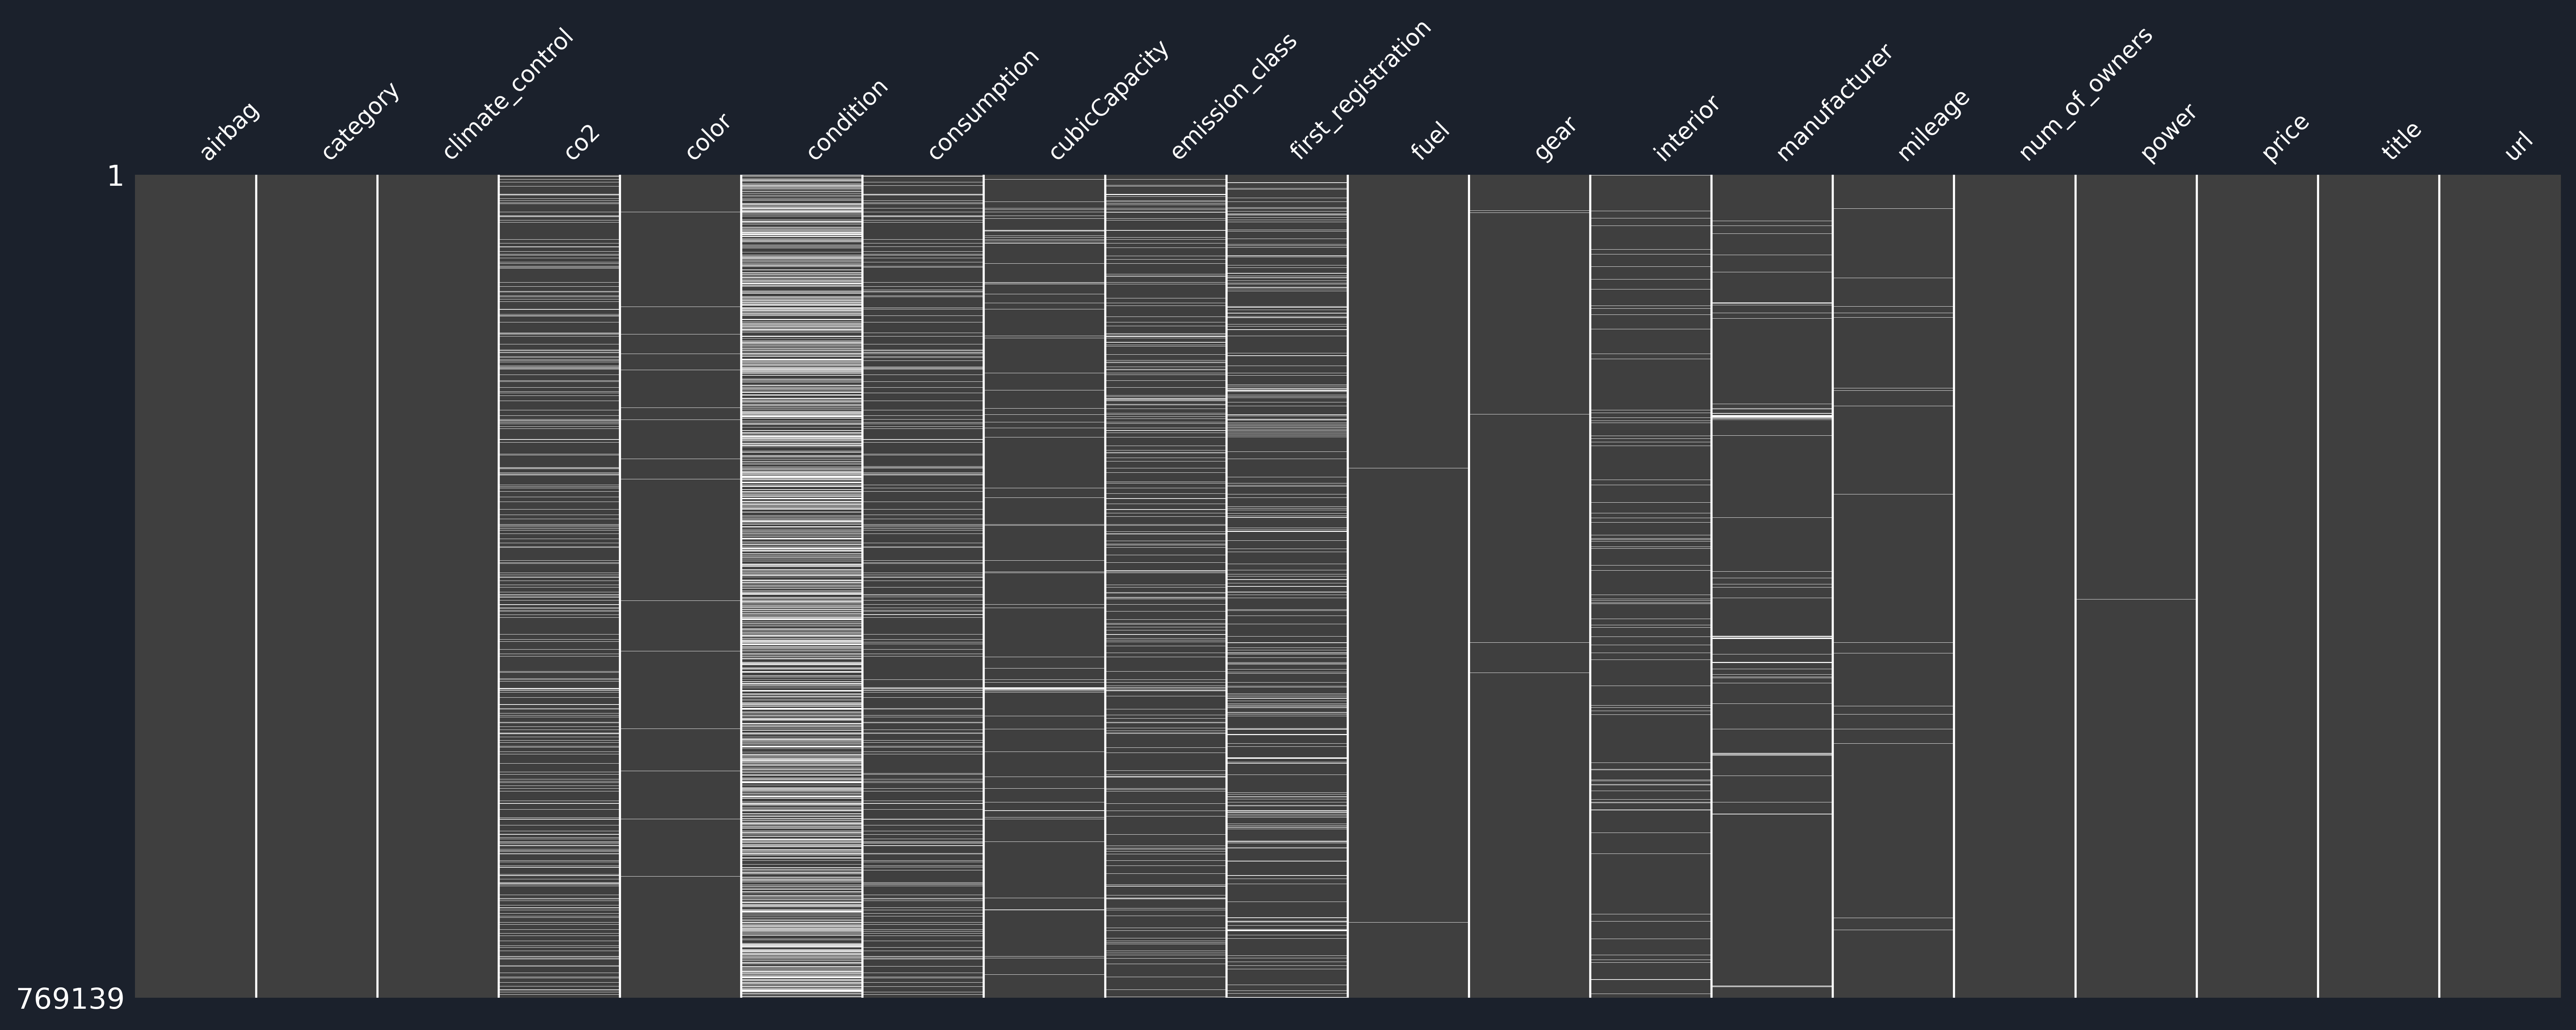 airbag
category
climate_control
co2
color
condition
consumption
cubicCapacity
emission_class
first_registration
fuel
gear
interior
manufacturer
mileage
num_of_owners
power
price
title
url
1
769139